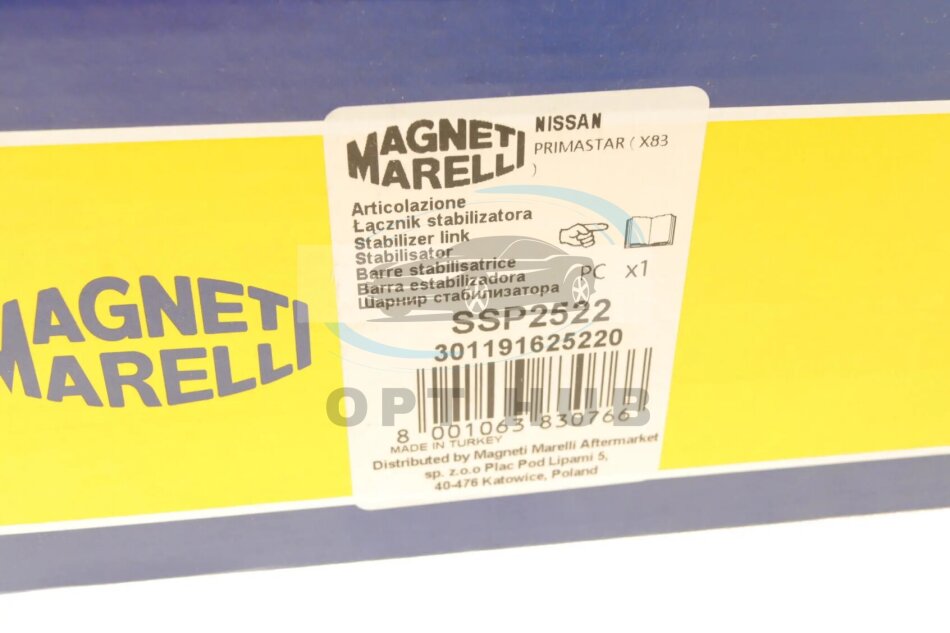 MAGNETI
MARELLI
MAGNETI
MARELLI
NISSAN
PRIMASTAR ( X83
)
Articolazione
Łącznik stabilizatora
Stabilizer link
Stabilisator
Barre stabilisatrice
Barra estabilizadora
Шарнир стабилизатора
PC x1
SSP2522
301191625220
OPT HUB
8 001063 830766
MADE IN TURKEY
Distributed by Magneti Marelli Aftermarket
sp. z.o.o Plac Pod Lipami 5,
40-476 Katowice, Poland